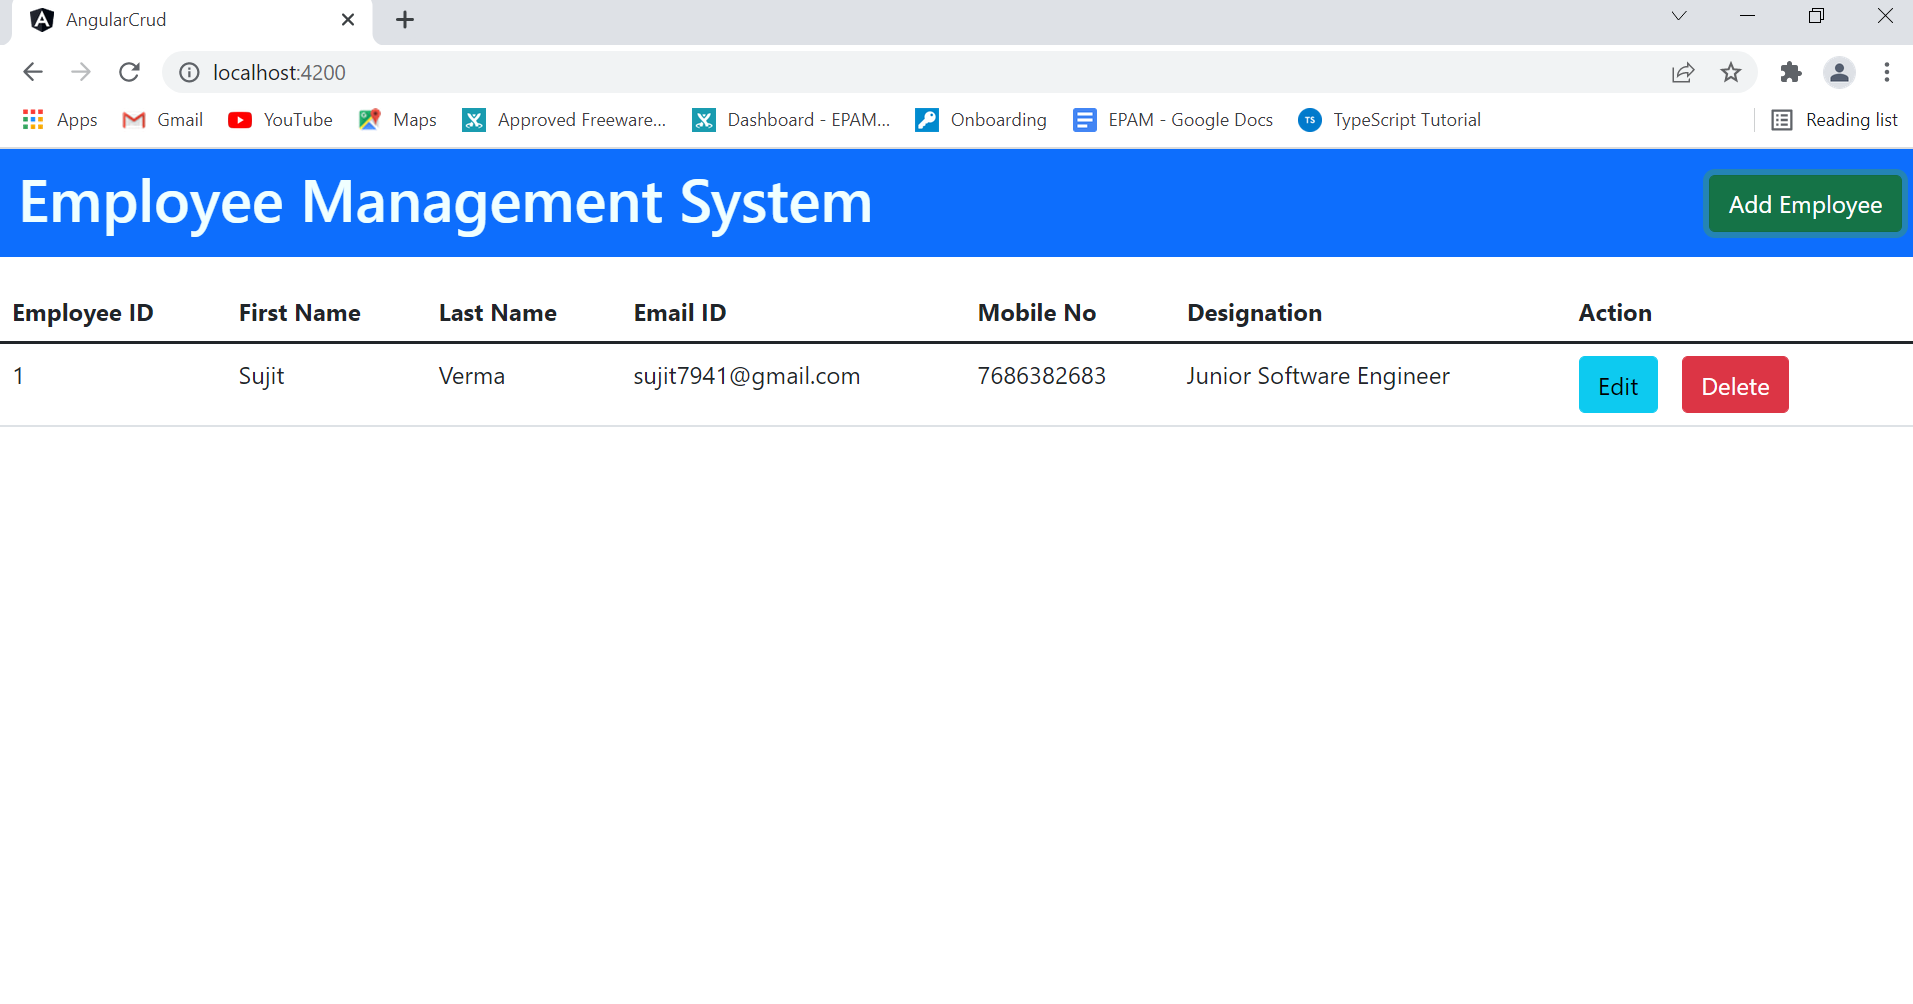 AngularCrud
localhost:4200
Apps Gmail YouTube Maps Approved Freeware... Dashboard - EPAM... Onboarding EPAM - Google Docs TS TypeScript Tutorial Reading list
Employee Management System Add Employee
Employee ID First Name Last Name Email ID Mobile No Designation Action
1 Sujit Verma sujit7941@gmail.com 7686382683 Junior Software Engineer Edit Delete